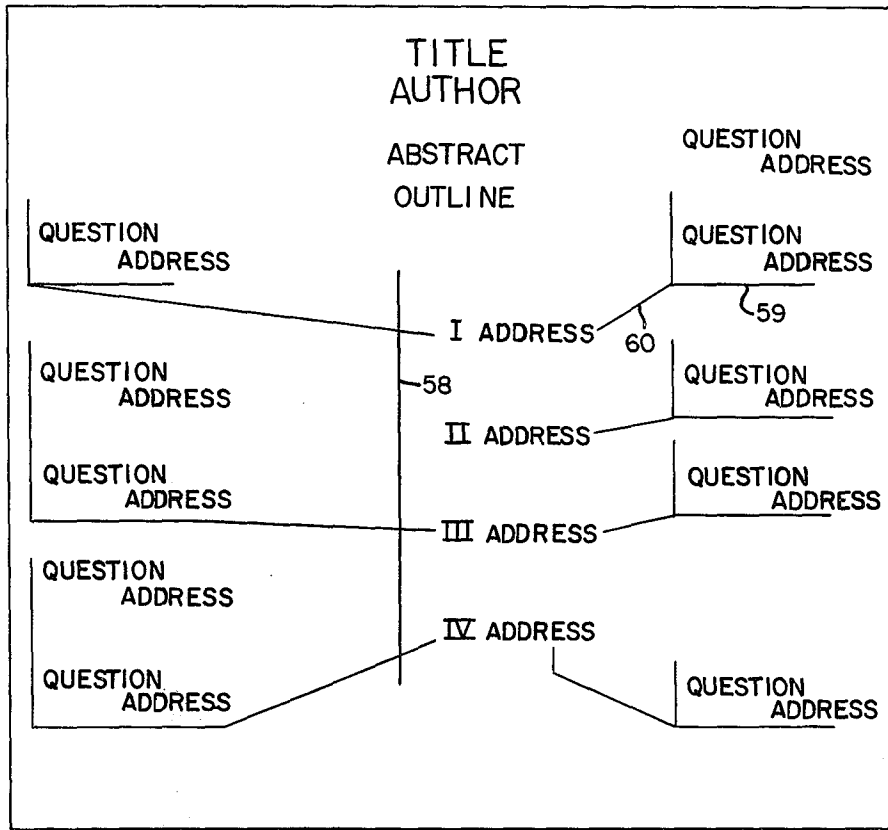 TITLE
AUTHOR
ABSTRACT
OUTLINE
QUESTION
ADDRESS
QUESTION
ADDRESS
QUESTION
ADDRESS
QUESTION
ADDRESS
QUESTION
ADDRESS
I ADDRESS
II ADDRESS
III ADDRESS
IV ADDRESS
58
60
59
QUESTION
ADDRESS
QUESTION
ADDRESS
QUESTION
ADDRESS
QUESTION
ADDRESS
QUESTION
ADDRESS